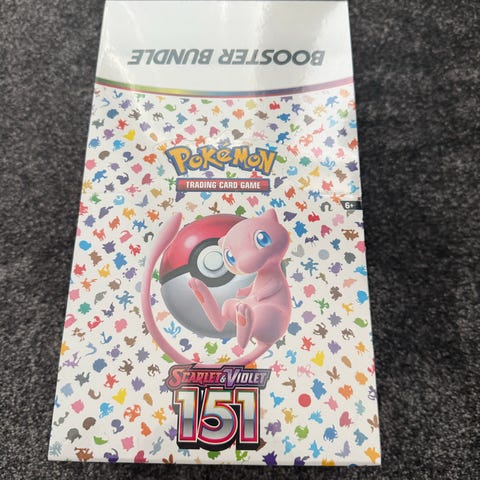 BOOSTER BUNDLE
POKéMON
TRADING CARD GAME
6+
SCARLET & VIOLET
151